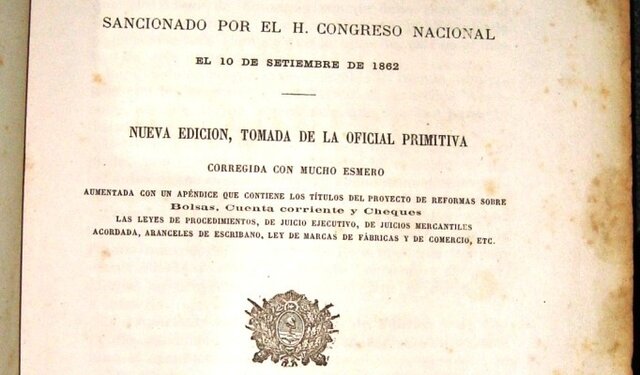 SANCIONADO POR EL H. CONGRESO NACIONAL
EL 10 DE SETIEMBRE DE 1862
NUEVA EDICION, TOMADA DE LA OFICIAL PRIMITIVA
CORREGIDA CON MUCHO ESMERO
AUMENTADA CON UN APÉNDICE QUE CONTIENE LOS TÍTULOS DEL PROYECTO DE REFORMAS SOBRE
Bolsas, Cuenta corriente y Cheques
LAS LEYES DE PROCEDIMIENTOS, DE JUICIO EJECUTIVO, DE JUICIOS MERCANTILES
ACORDADA, ARANCELES DE ESCRIBANO, LEY DE MARCAS DE FÁBRICAS Y DE COMERCIO, ETC.